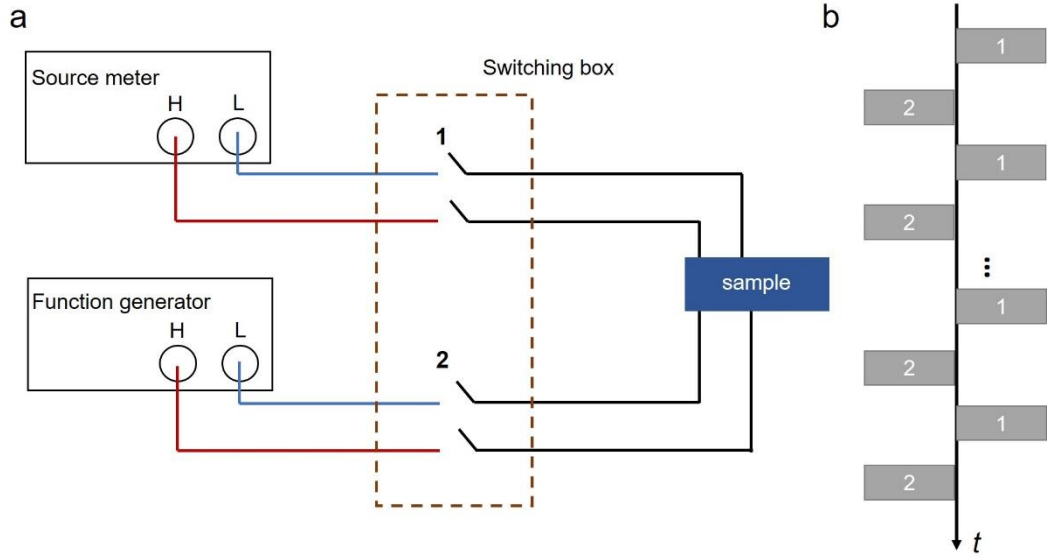 a
Source meter
H
L
Switching box
1
Function generator
H
L
2
sample
b
1
2
1
2
...
1
2
1
2
t